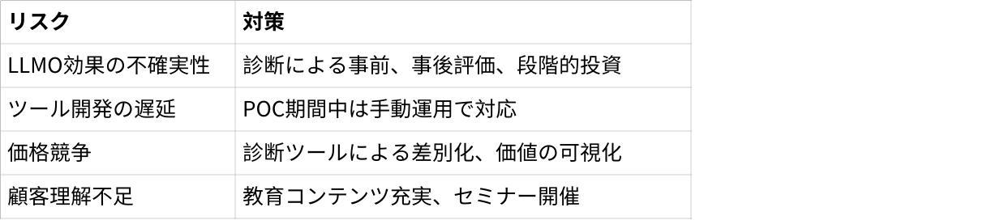 リスク 対策
LLMO効果の不確実性 診断による事前、事後評価、段階的投資
ツール開発の遅延 POC期間中は手動運用で対応
価格競争 診断ツールによる差別化、価値の可視化
顧客理解不足 教育コンテンツ充実、セミナー開催